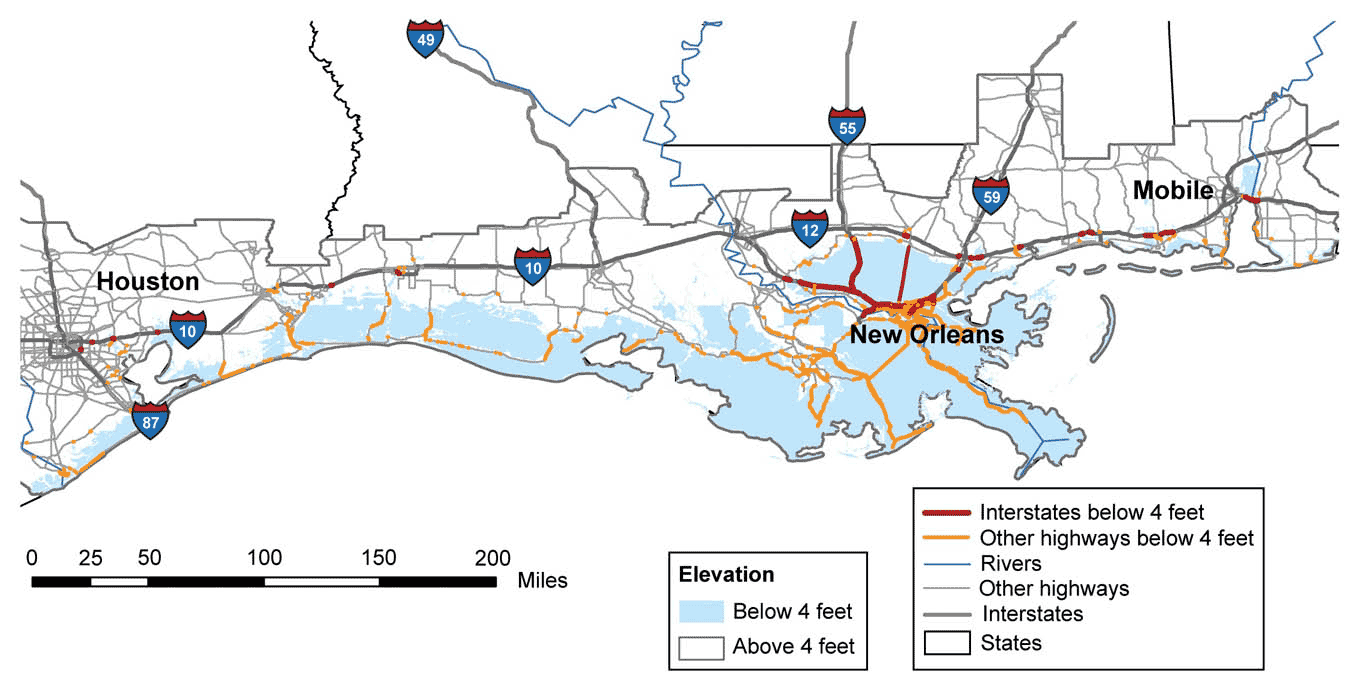 49
55
59
Mobile
12
10
Houston
10
New Orleans
87
0 25 50 100 150 200
Miles
Elevation
Below 4 feet
Above 4 feet
Interstates below 4 feet
Other highways below 4 feet
Rivers
Other highways
Interstates
States